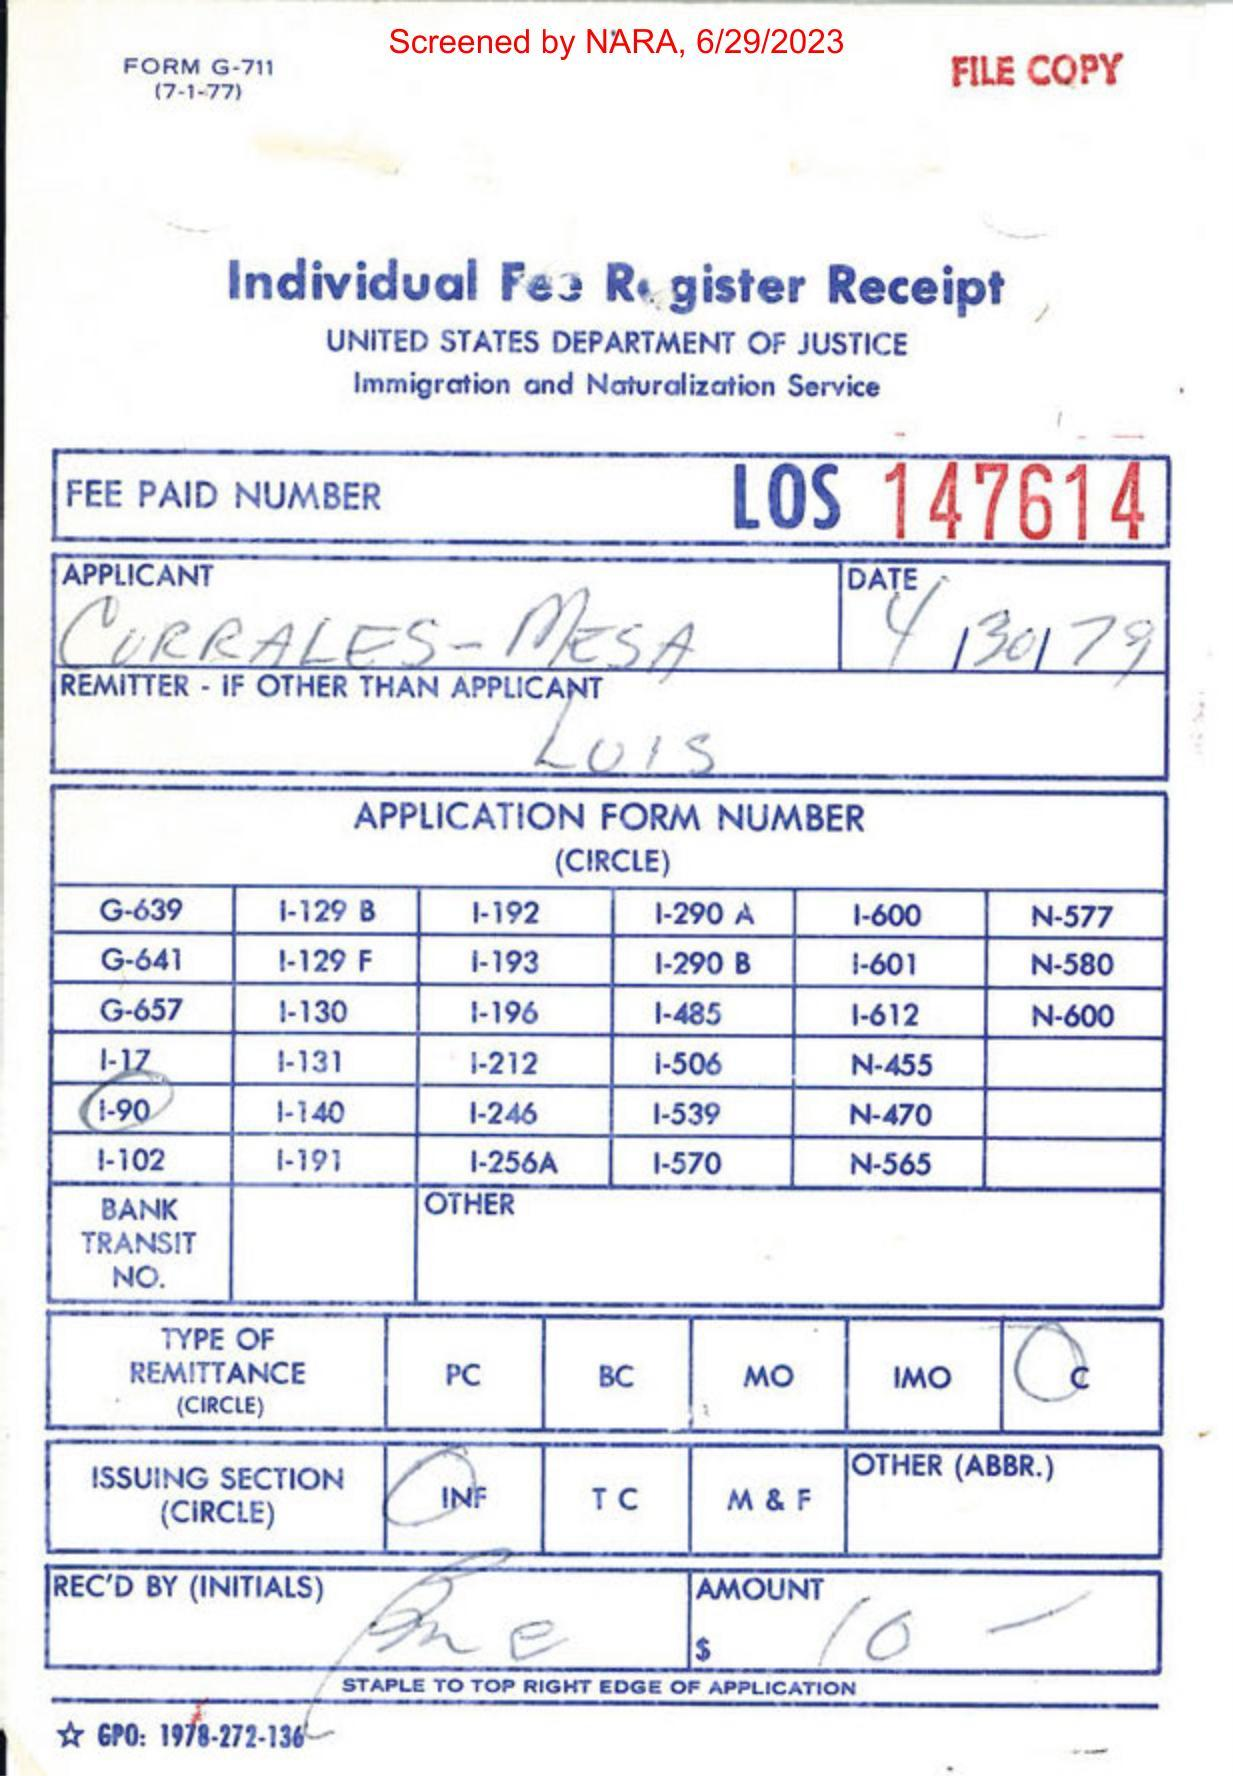 Screened by NARA, 6/29/2023
FORM G-711
(7-1-77)
FILE COPY
Individual Fee Register Receipt
UNITED STATES DEPARTMENT OF JUSTICE
Immigration and Naturalization Service
FEE PAID NUMBER LOS 147614
APPLICANT DATE
CORRALES-MESA 4/30/79
REMITTER - IF OTHER THAN APPLICANT
LUIS
APPLICATION FORM NUMBER
(CIRCLE)
G-639 I-129 B I-192 I-290 A I-600 N-577
G-641 I-129 F I-193 I-290 B I-601 N-580
G-657 I-130 I-196 I-485 I-612 N-600
I-17 I-131 I-212 I-506 N-455
I-90 I-140 I-246 I-539 N-470
I-102 I-191 I-256A I-570 N-565
BANK OTHER
TRANSIT
NO.
TYPE OF
REMITTANCE PC BC MO IMO C
(CIRCLE)
OTHER (ABBR.)
ISSUING SECTION INF T C M & F
(CIRCLE)
REC'D BY (INITIALS) AMOUNT
$ 10 —
STAPLE TO TOP RIGHT EDGE OF APPLICATION
☆ GPO: 1978-272-136